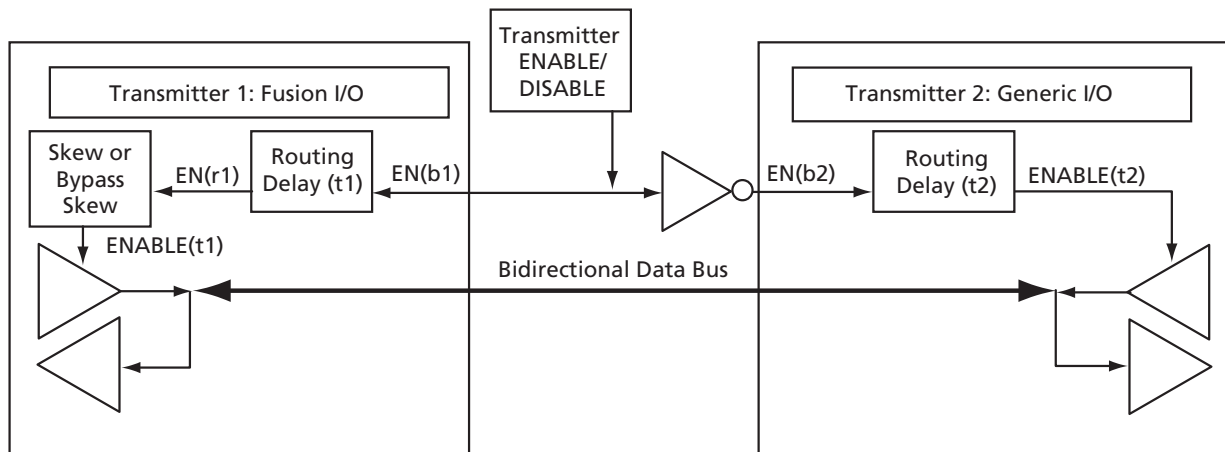 Transmitter
ENABLE/
DISABLE
Transmitter 1: Fusion I/O
Transmitter 2: Generic I/O
Skew or
Bypass
Skew
EN(r1)
Routing
Delay (t1)
EN(b1)
EN(b2)
Routing
Delay (t2)
ENABLE(t2)
ENABLE(t1)
Bidirectional Data Bus